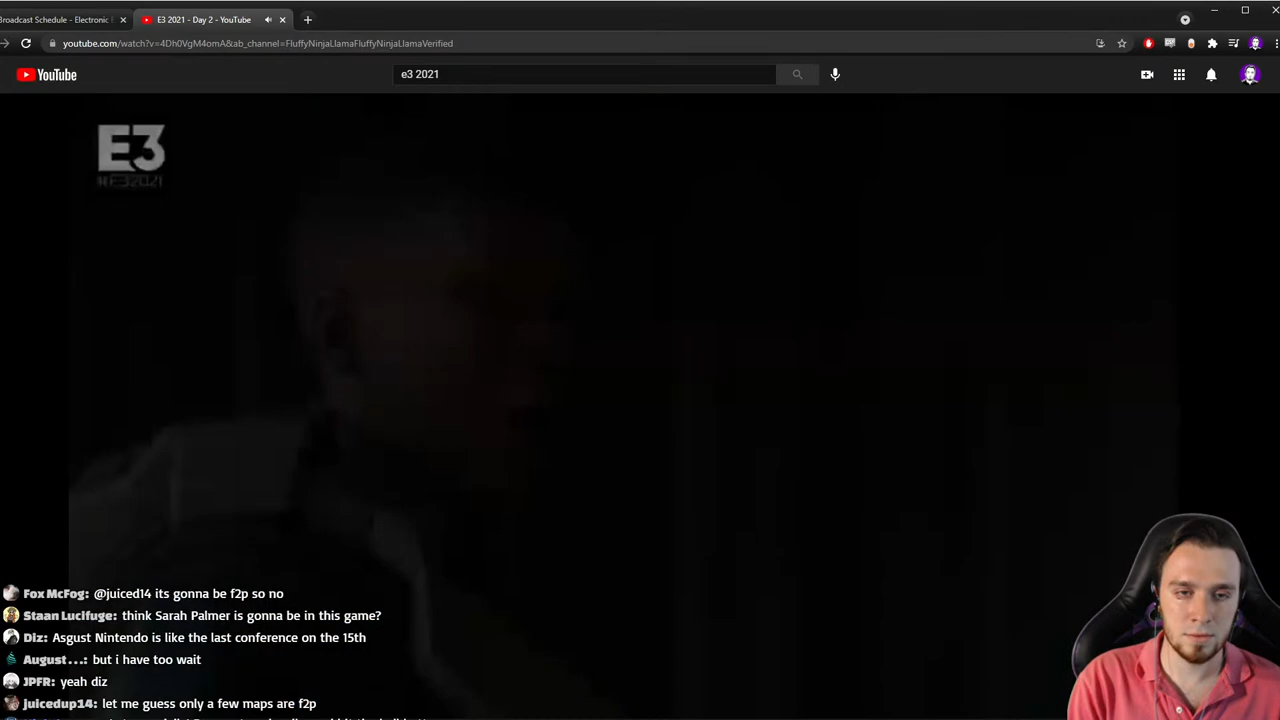 Broadcast Schedule - Electronic E
E3 2021 - Day 2 - YouTube
youtube.com/watch?v=4Dh0VgM4omA&ab_channel=FluffyNinjaLlamaFluffyNinjaLlamaVerified
YouTube
e3 2021
E3
#E32021
Fox McFog: @juiced14 its gonna be f2p so no
Staan Lucifuge: think Sarah Palmer is gonna be in this game?
Diz: Asgust Nintendo is like the last conference on the 15th
August...: but i have too wait
JPFR: yeah diz
Juicedup14: let me guess only a few maps are f2p